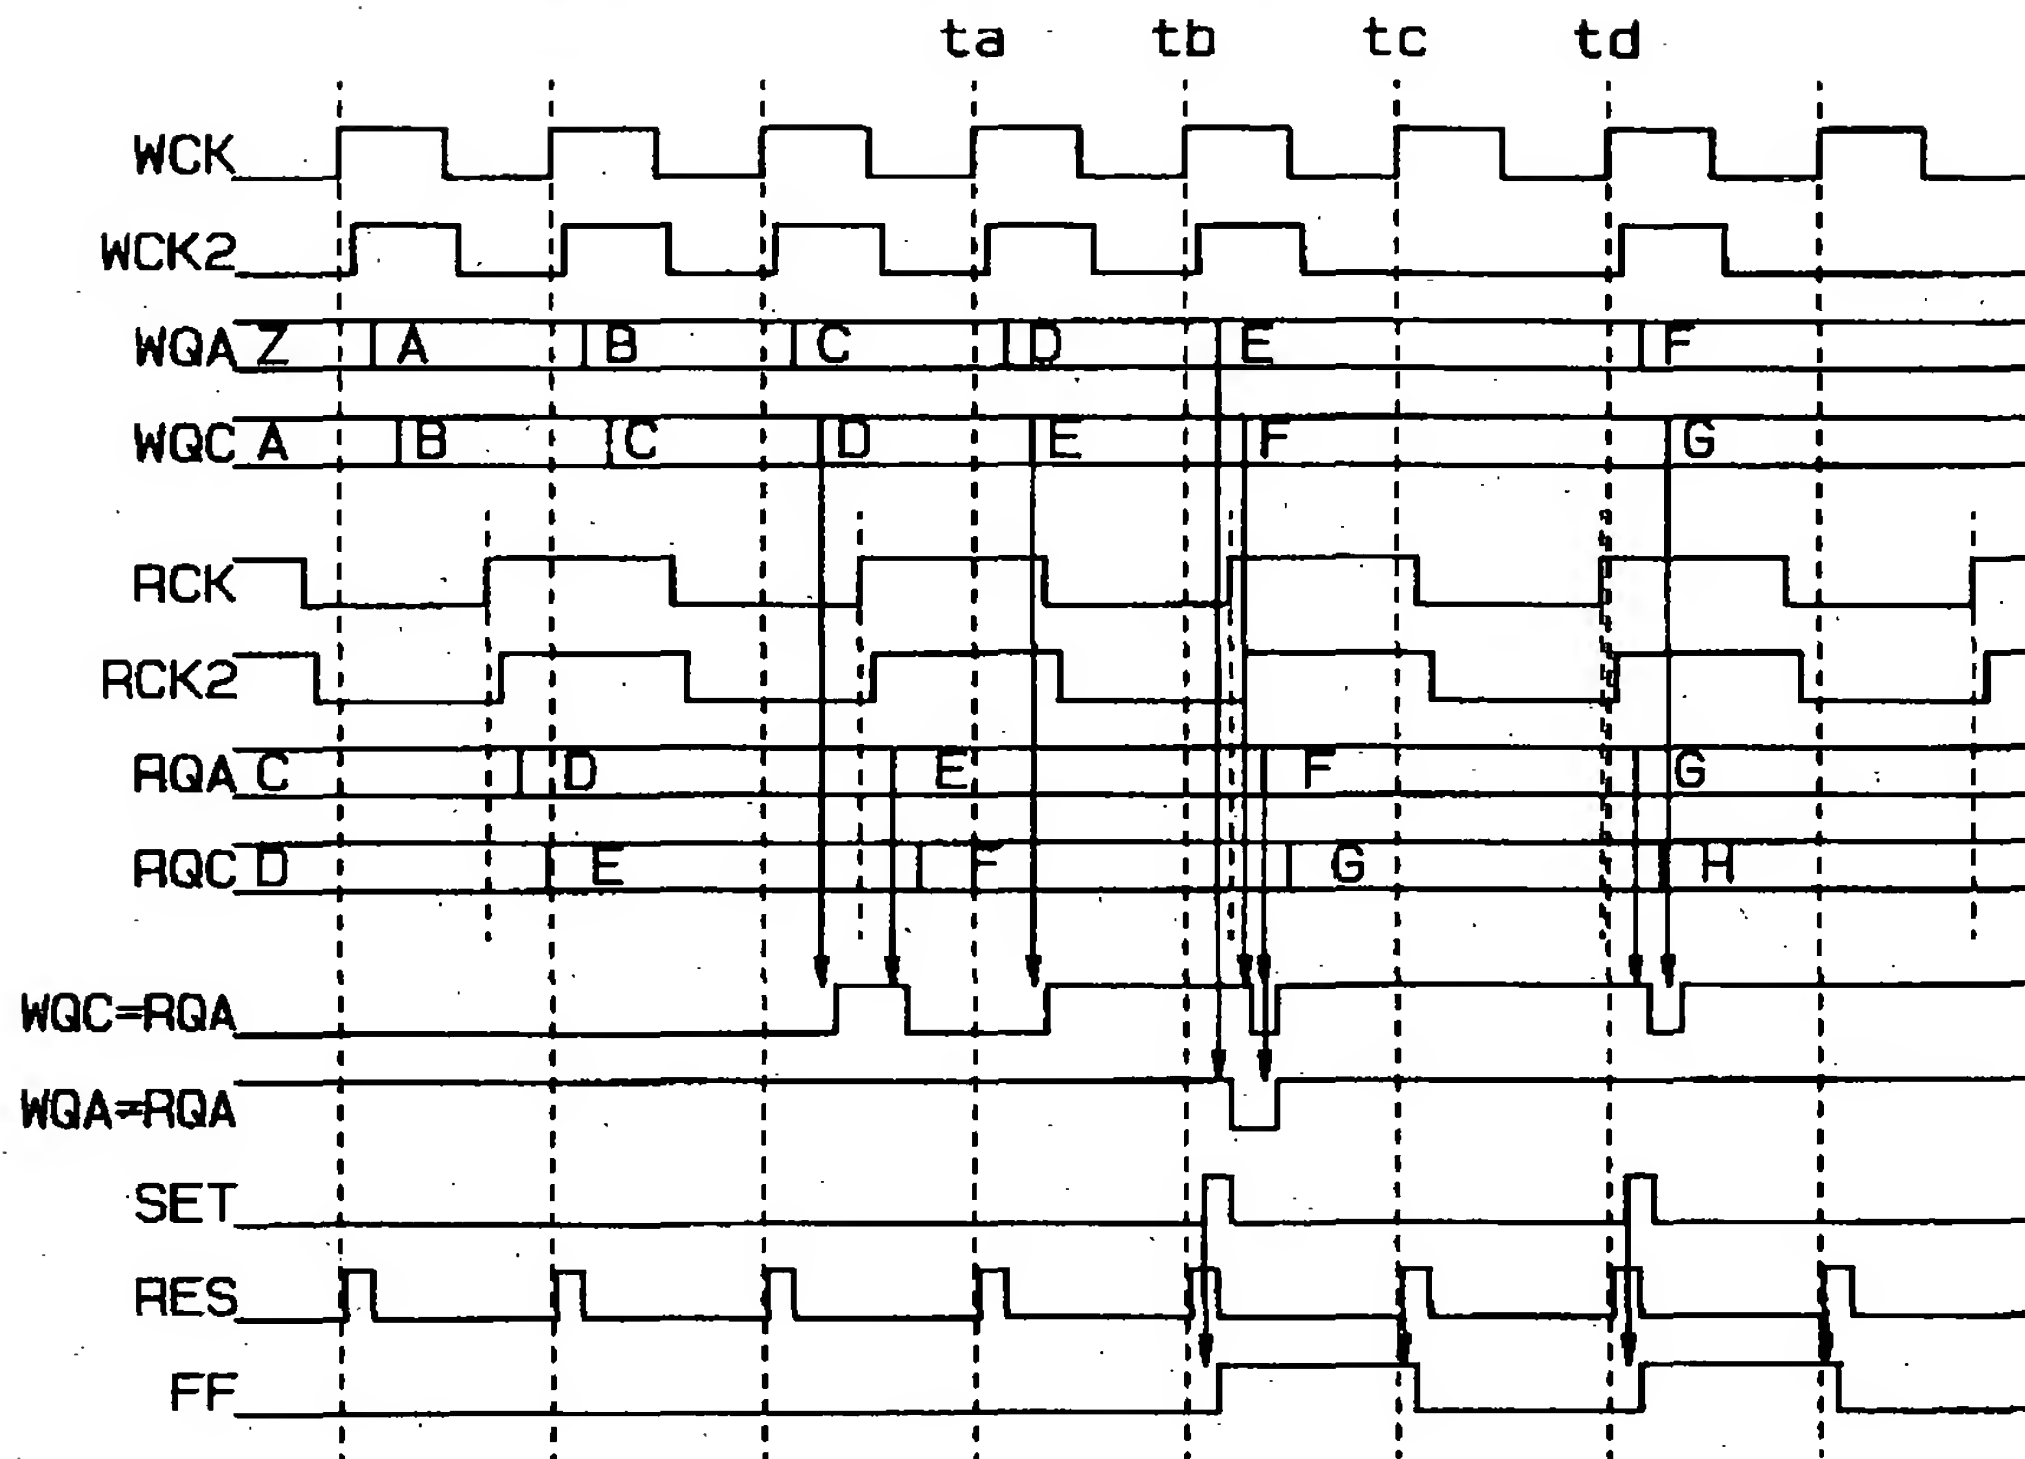 ta tb tc td
WCK
WCK2
WQA Z A B C D E F
WQC A B C D E F G
RCK
RCK2
RQA C D E F G
RQC D E F G H
WQC=RQA
WQA≠RQA
SET
RES
FF